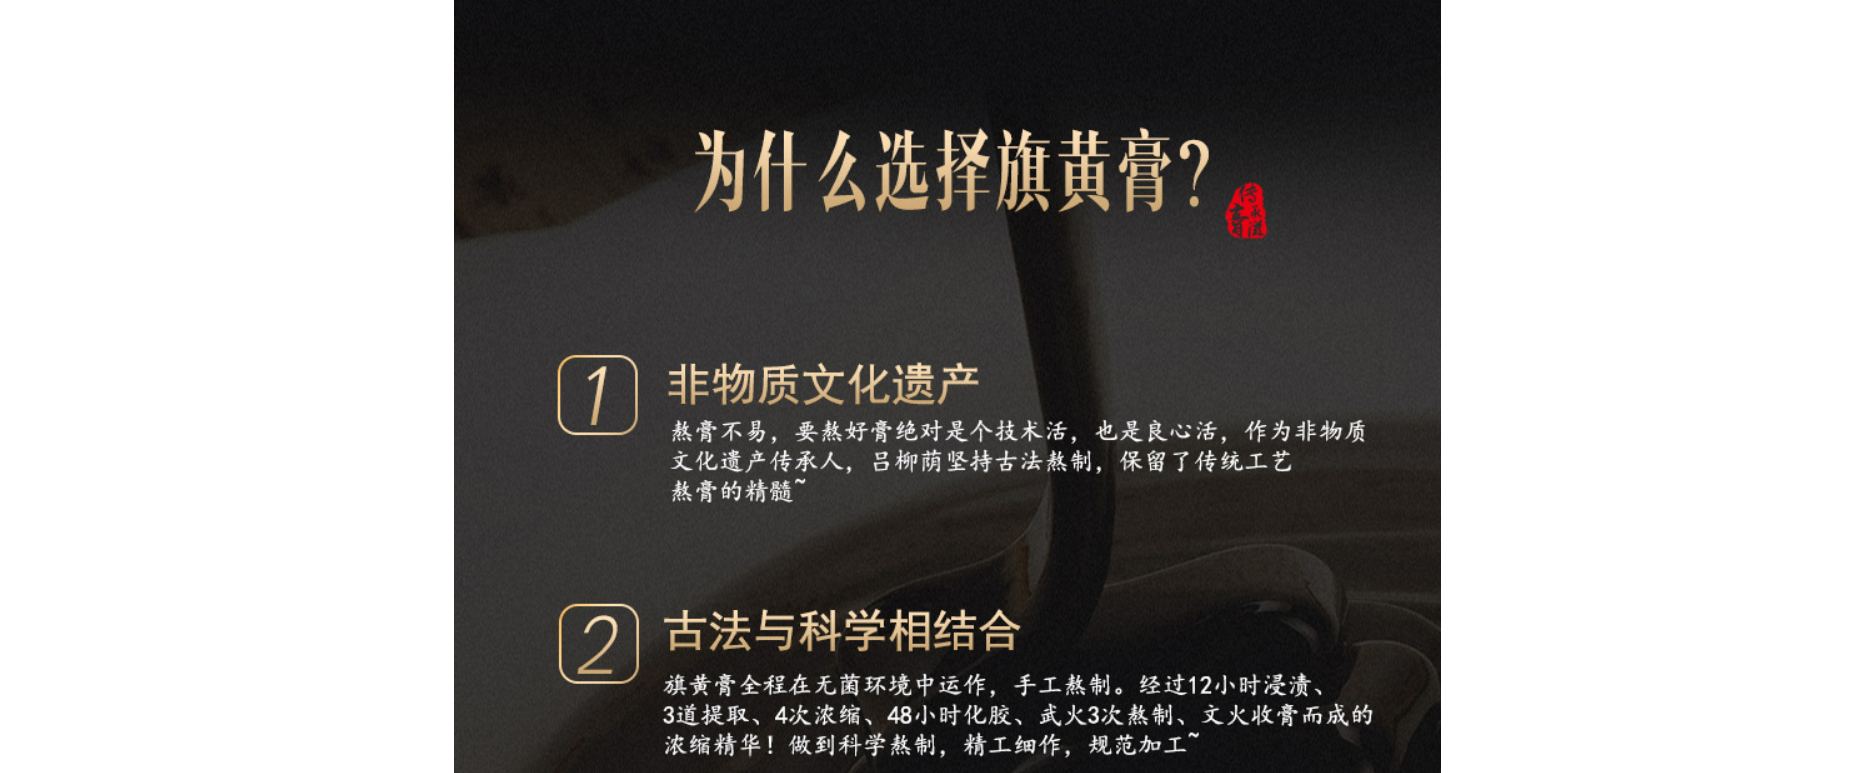 为什么选择旗黄膏?
传承
膏道
1
非物质文化遗产
熬膏不易，要熬好膏绝对是个技术活，也是良心活，作为非物质
文化遗产传承人，吕柳荫坚持古法熬制，保留了传统工艺
熬膏的精髓~
2
古法与科学相结合
旗黄膏全程在无菌环境中运作，手工熬制。经过12小时浸渍、
3道提取、4次浓缩、48小时化胶、武火3次熬制、文火收膏而成的
浓缩精华！做到科学熬制，精工细作，规范加工~